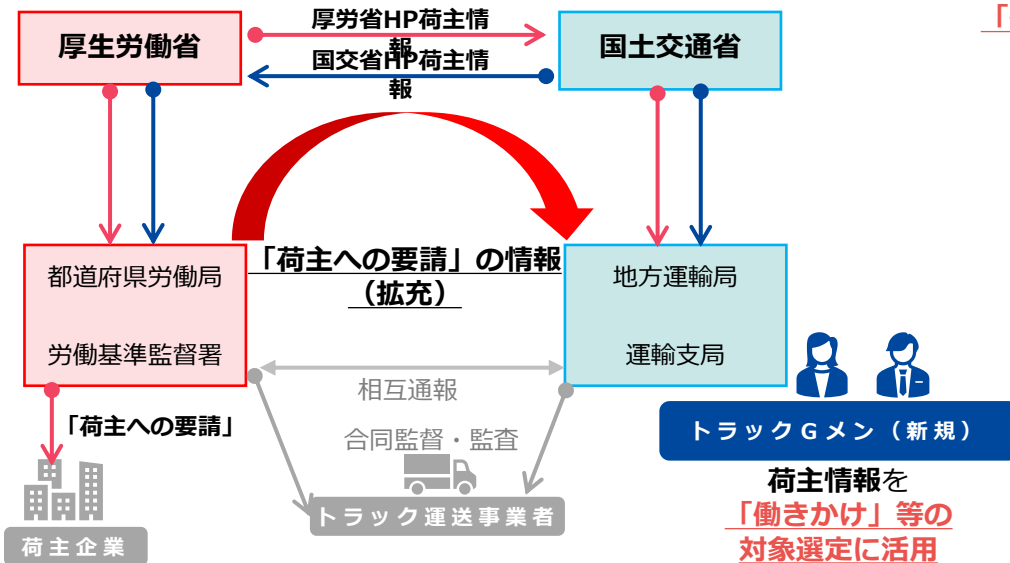 厚生労働省
厚労省HP荷主情
報
国交省HP荷主情
報
国土交通省
「荷主への要請」の情報
（拡充）
都道府県労働局
労働基準監督署
地方運輸局
運輸支局
相互通報
合同監督・監査
「荷主への要請」
トラックＧメン（新規）
荷主情報を
「働きかけ」等の
対象選定に活用
トラック運送事業者
荷主企業